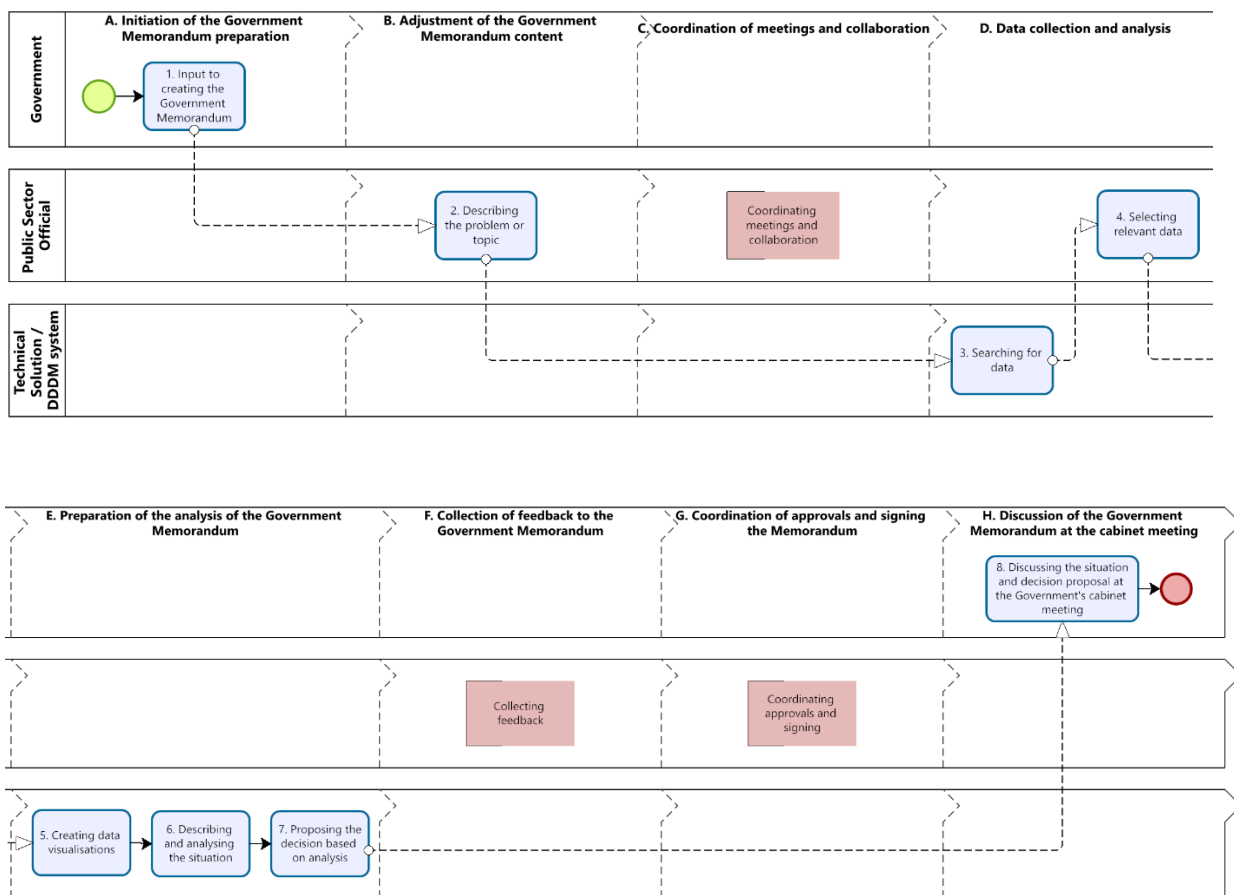 A. Initiation of the Government
Memorandum preparation
B. Adjustment of the Government
Memorandum content
C. Coordination of meetings and collaboration
D. Data collection and analysis
Government
1. Input to
creating the
Government
Memorandum
Public Sector
Official
2. Describing
the problem or
topic
Coordinating
meetings and
collaboration
4. Selecting
relevant data
Technical
Solution /
DDDM system
3. Searching for
data
E. Preparation of the analysis of the Government
Memorandum
F. Collection of feedback to the
Government Memorandum
G. Coordination of approvals and signing
the Memorandum
H. Discussion of the Government
Memorandum at the cabinet meeting
8. Discussing the situation
and decision proposal at
the Government's cabinet
meeting
Collecting
feedback
Coordinating
approvals and
signing
5. Creating data
visualisations
6. Describing
and analysing
the situation
7. Proposing the
decision based
on analysis